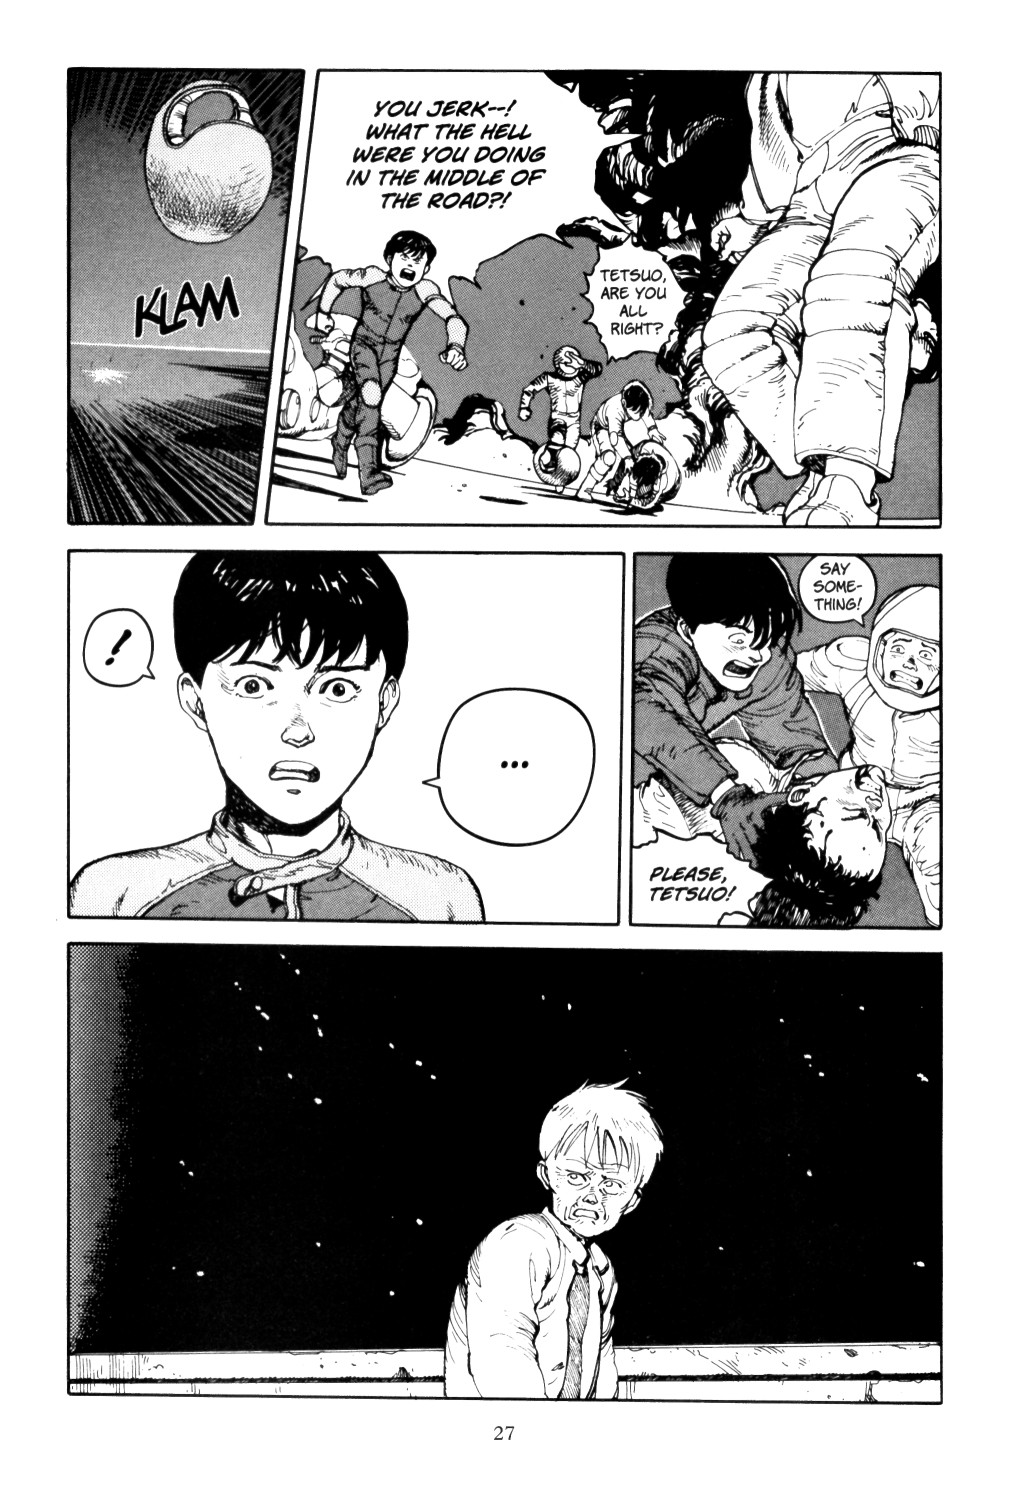 KLAM
YOU JERK--!
WHAT THE HELL
WERE YOU DOING
IN THE MIDDLE OF
THE ROAD?!
TETSUO,
ARE YOU
ALL
RIGHT?
!
...
SAY
SOME-
THING!
PLEASE,
TETSUO!
27